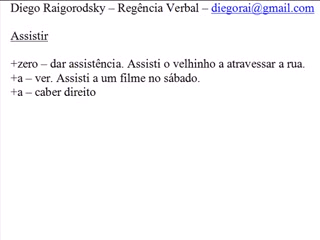 Diego Raigorodsky – Regência Verbal – diegorai@gmail.com
Assistir
+zero – dar assistência. Assisti o velhinho a atravessar a rua.
+a – ver. Assisti a um filme no sábado.
+a – caber direito